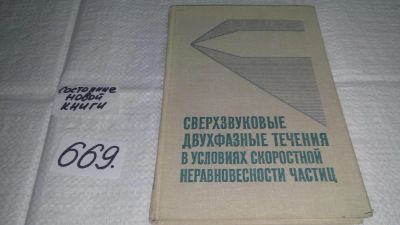 состояние
новой
книги
669.
СВЕРХЗВУКОВЫЕ
ДВУХФАЗНЫЕ ТЕЧЕНИЯ
В УСЛОВИЯХ СКОРОСТНОЙ
НЕРАВНОВЕСНОСТИ ЧАСТИЦ